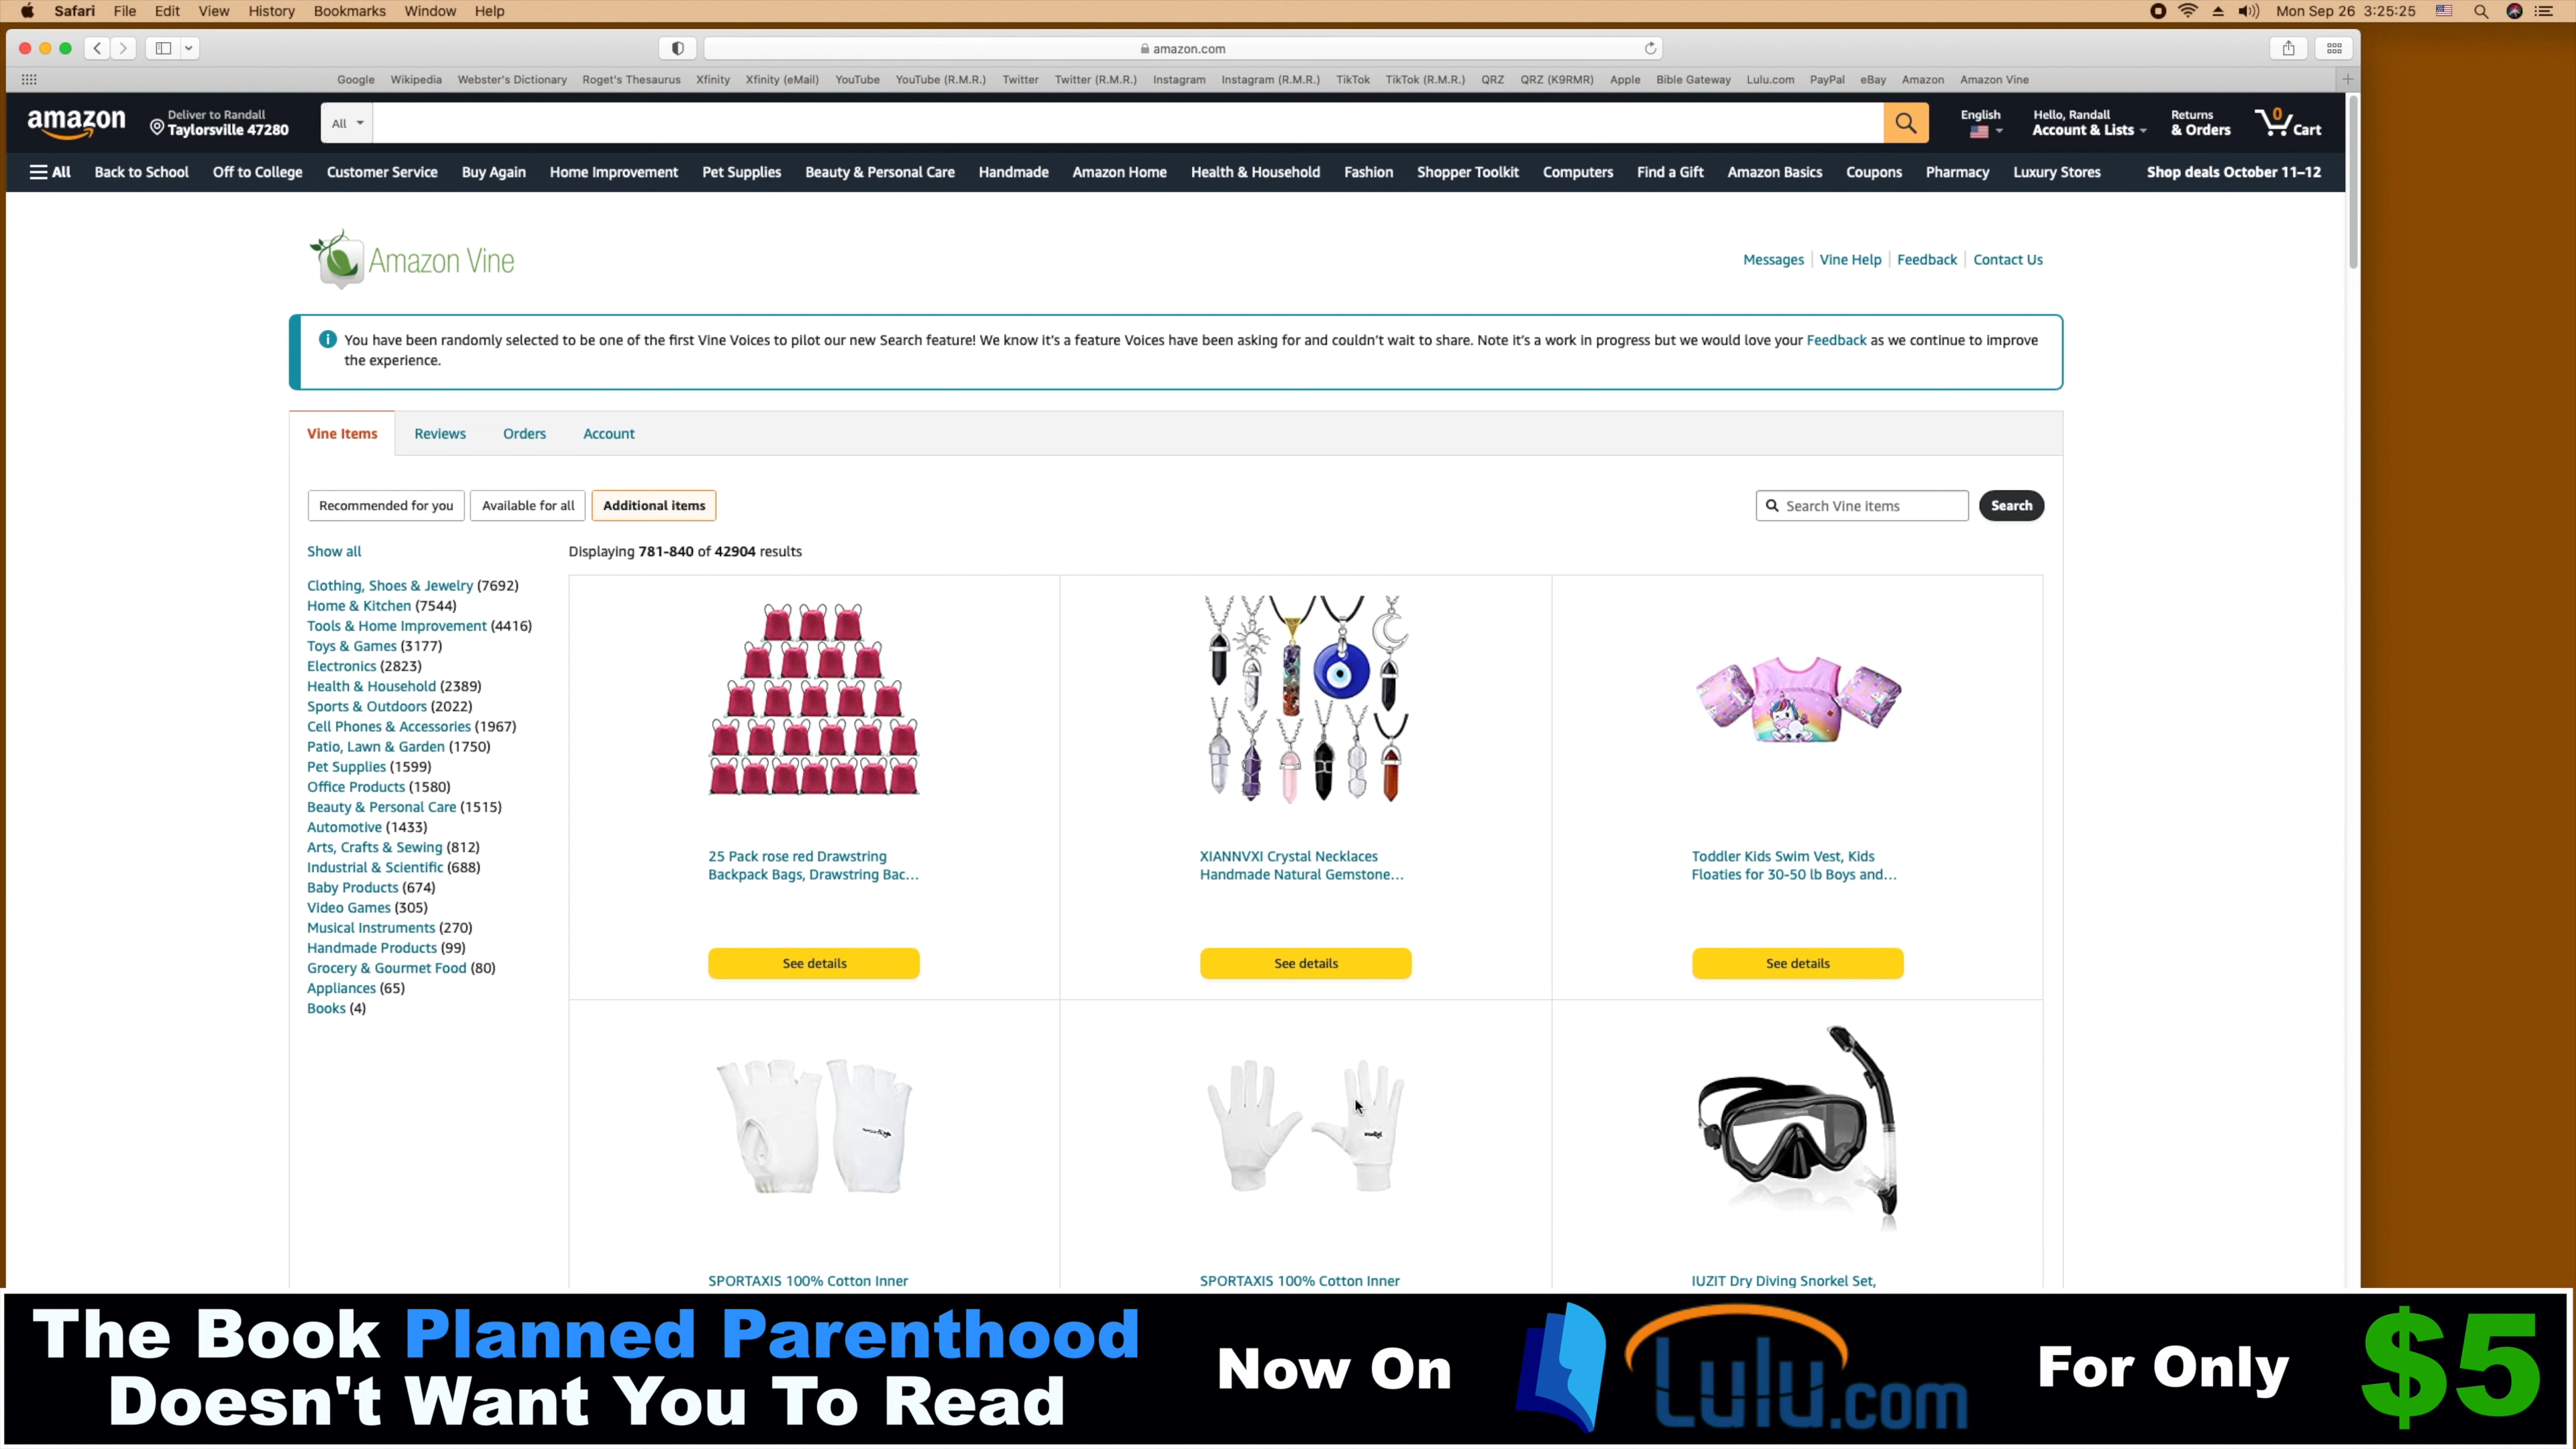 Safari File Edit View History Bookmarks Window Help
Mon Sep 26 3:25:25
amazon.com
Google Wikipedia Webster's Dictionary Roget's Thesaurus Xfinity Xfinity (eMail) YouTube YouTube (R.M.R.) Twitter Twitter (R.M.R.) Instagram Instagram (R.M.R.) TikTok TikTok (R.M.R.) QRZ QRZ (K9RMR) Apple Bible Gateway Lulu.com PayPal eBay Amazon Amazon Vine
amazon
Deliver to Randall
Taylorsville 47280
All
English
Hello, Randall
Account & Lists
Returns
& Orders
0
Cart
All Back to School Off to College Customer Service Buy Again Home Improvement Pet Supplies Beauty & Personal Care Handmade Amazon Home Health & Household Fashion Shopper Toolkit Computers Find a Gift Amazon Basics Coupons Pharmacy Luxury Stores Shop deals October 11–12
Amazon Vine
Messages Vine Help Feedback Contact Us
You have been randomly selected to be one of the first Vine Voices to pilot our new Search feature! We know it's a feature Voices have been asking for and couldn't wait to share. Note it's a work in progress but we would love your Feedback as we continue to improve
the experience.
Vine Items Reviews Orders Account
Recommended for you Available for all Additional items
Search Vine items Search
Show all
Displaying 781-840 of 42904 results
Clothing, Shoes & Jewelry (7692)
Home & Kitchen (7544)
Tools & Home Improvement (4416)
Toys & Games (3177)
Electronics (2823)
Health & Household (2389)
Sports & Outdoors (2022)
Cell Phones & Accessories (1967)
Patio, Lawn & Garden (1750)
Pet Supplies (1599)
Office Products (1580)
Beauty & Personal Care (1515)
Automotive (1433)
Arts, Crafts & Sewing (812)
Industrial & Scientific (688)
Baby Products (674)
Video Games (305)
Musical Instruments (270)
Handmade Products (99)
Grocery & Gourmet Food (80)
Appliances (65)
Books (4)
25 Pack rose red Drawstring
Backpack Bags, Drawstring Bac...
See details
XIANNVXI Crystal Necklaces
Handmade Natural Gemstone...
See details
Toddler Kids Swim Vest, Kids
Floaties for 30-50 lb Boys and...
See details
SPORTAXIS 100% Cotton Inner
SPORTAXIS 100% Cotton Inner
IUZIT Dry Diving Snorkel Set,
The Book Planned Parenthood
Doesn't Want You To Read
Now On
Lulu.com
For Only
$5